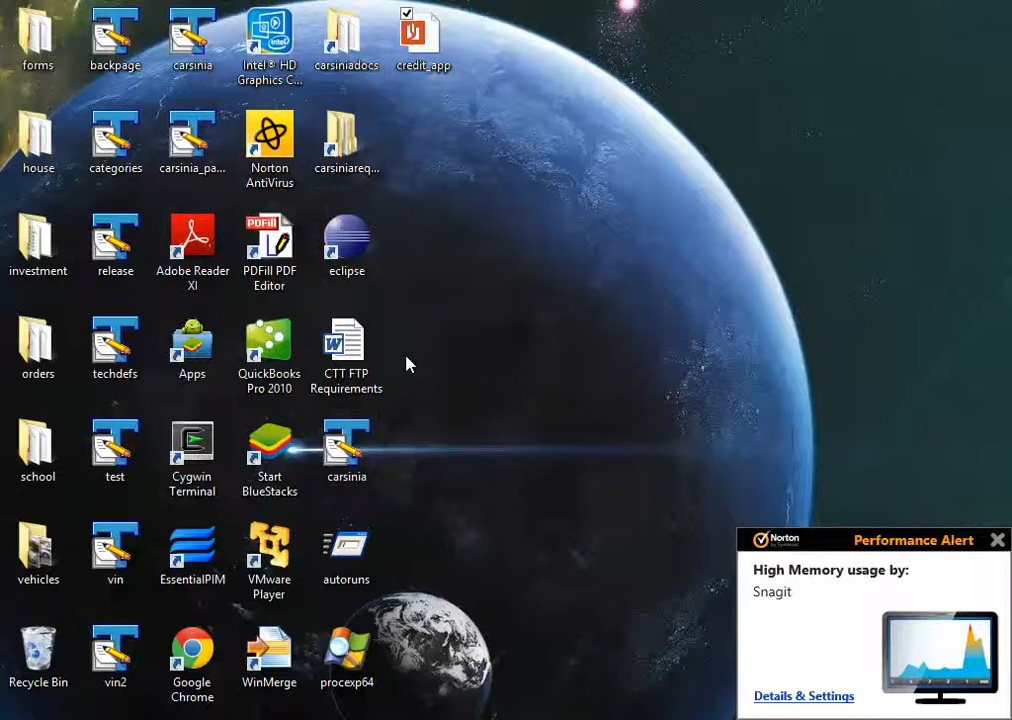 forms
backpage
carsinia
Intel® HD
Graphics C...
carsiniadocs
credit_app
house
categories
carsinia_pa...
Norton
AntiVirus
carsiniareq...
investment
release
Adobe Reader
XI
PDFill
PDFill PDF
Editor
eclipse
orders
techdefs
Apps
QuickBooks
Pro 2010
CTT FTP
Requirements
school
test
Cygwin
Terminal
Start
BlueStacks
carsinia
vehicles
vin
EssentialPIM
VMware
Player
autoruns
Recycle Bin
vin2
Google
Chrome
WinMerge
procexp64
Norton
by Symantec
Performance Alert
High Memory usage by:
Snagit
Details & Settings